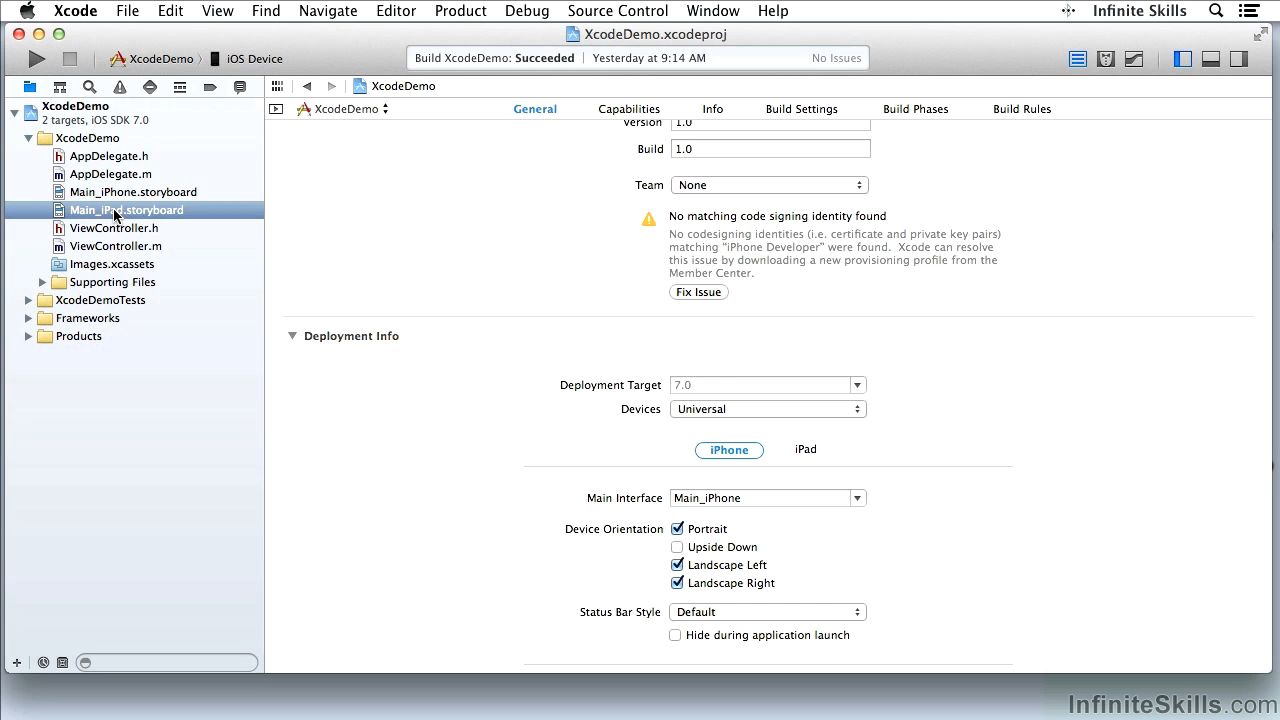 Xcode File Edit View Find Navigate Editor Product Debug Source Control Window Help Infinite Skills
XcodeDemo.xcodeproj
XcodeDemo iOS Device
Build XcodeDemo: Succeeded Yesterday at 9:14 AM No Issues
XcodeDemo
XcodeDemo
2 targets, iOS SDK 7.0
XcodeDemo
AppDelegate.h
AppDelegate.m
Main_iPhone.storyboard
Main_iPad.storyboard
ViewController.h
ViewController.m
Images.xcassets
Supporting Files
XcodeDemoTests
Frameworks
Products
XcodeDemo General Capabilities Info Build Settings Build Phases Build Rules
Version 1.0
Build 1.0
Team None
No matching code signing identity found
No codesigning identities (i.e. certificate and private key pairs)
matching “iPhone Developer” were found. Xcode can resolve
this issue by downloading a new provisioning profile from the
Member Center.
Fix Issue
Deployment Info
Deployment Target 7.0
Devices Universal
iPhone iPad
Main Interface Main_iPhone
Device Orientation Portrait
Upside Down
Landscape Left
Landscape Right
Status Bar Style Default
Hide during application launch
InfiniteSkills.com